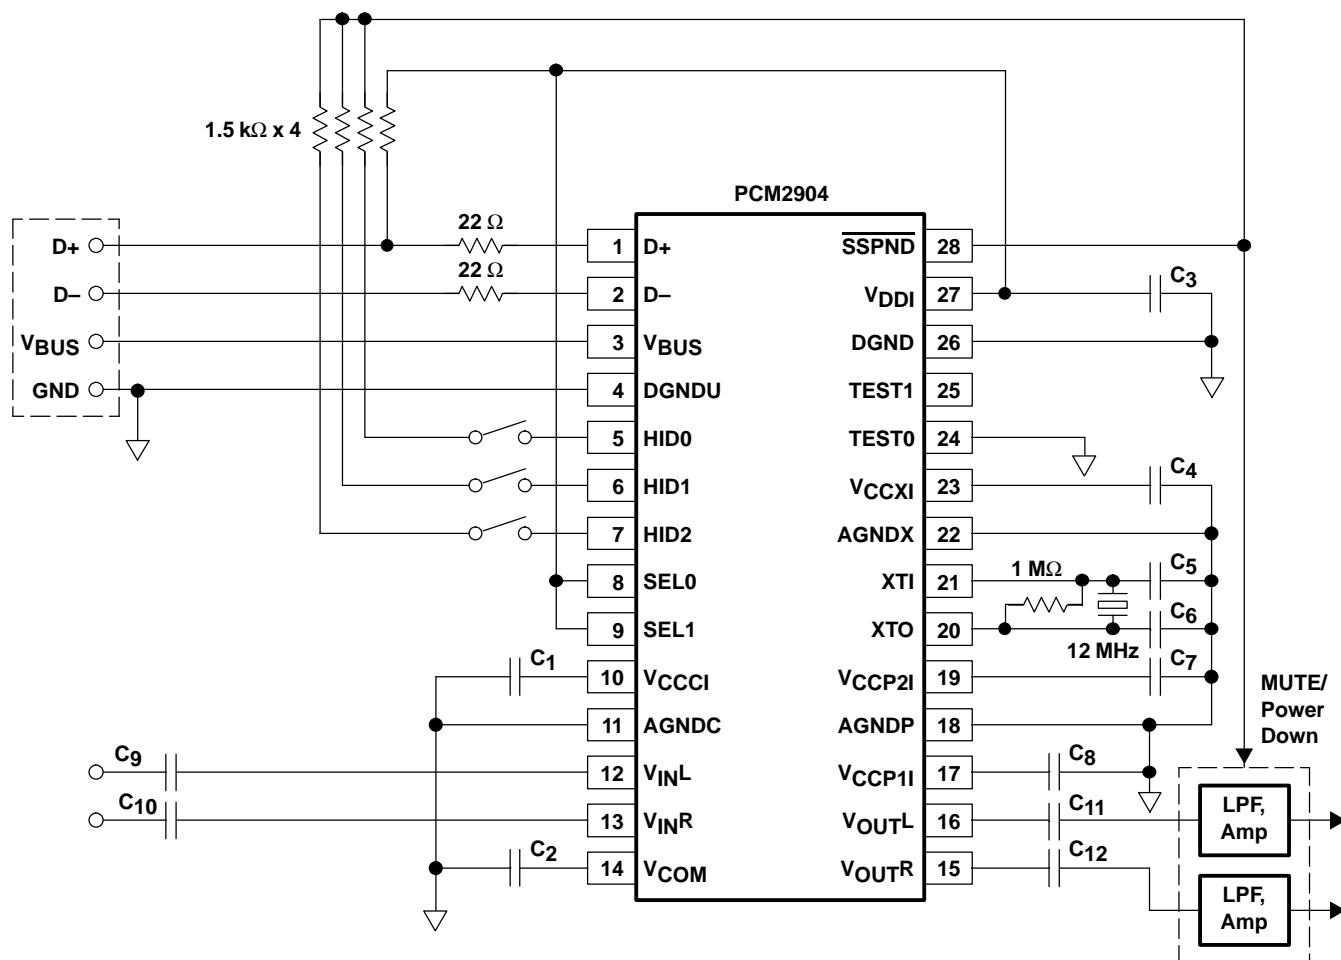 1.5 kΩ x 4
PCM2904
22 Ω
22 Ω
D+
D–
VBUS
GND
1 D+
2 D–
3 VBUS
4 DGNDU
5 HID0
6 HID1
7 HID2
8 SEL0
9 SEL1
10 VCCCI
11 AGNDC
12 VINL
13 VINR
14 VCOM
SSPND 28
VDDI 27
DGND 26
TEST1 25
TEST0 24
VCCXI 23
AGNDX 22
XTI 21
XTO 20
VCCP2I 19
AGNDP 18
VCCP1I 17
VOUTL 16
VOUTR 15
C1
C9
C10
C2
C3
C4
1 MΩ
C5
C6
12 MHz
C7
C8
C11
C12
MUTE/
Power
Down
LPF,
Amp
LPF,
Amp